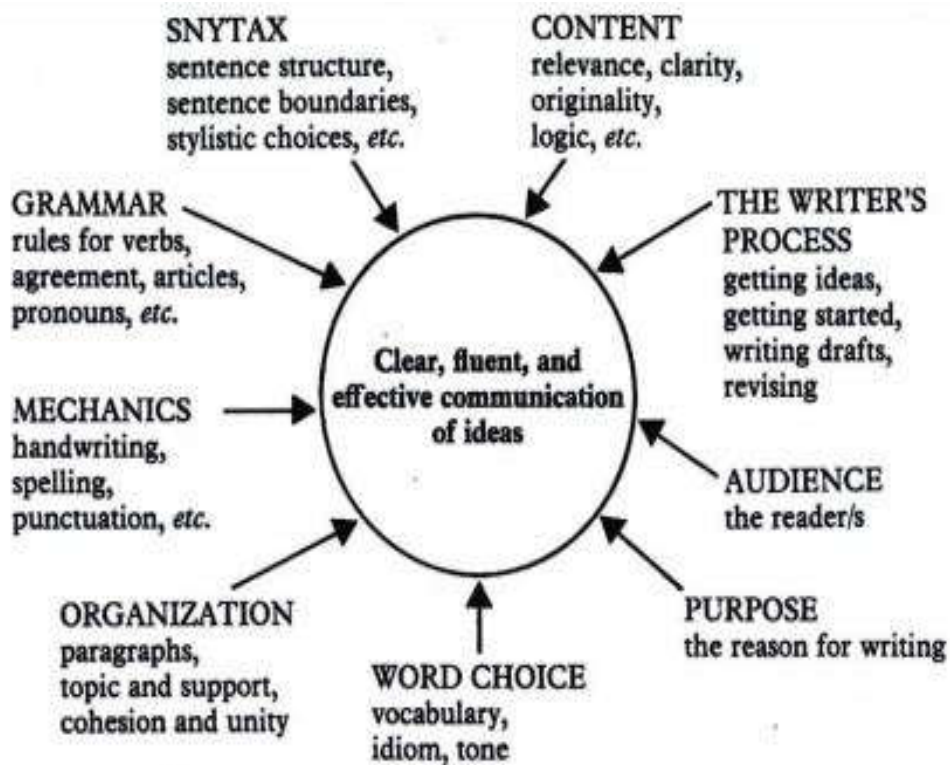 SNYTAX
sentence structure,
sentence boundaries,
stylistic choices, etc.
CONTENT
relevance, clarity,
originality,
logic, etc.
THE WRITER'S
PROCESS
getting ideas,
getting started,
writing drafts,
revising
AUDIENCE
the reader/s
PURPOSE
the reason for writing
WORD CHOICE
vocabulary,
idiom, tone
ORGANIZATION
paragraphs,
topic and support,
cohesion and unity
MECHANICS
handwriting,
spelling,
punctuation, etc.
GRAMMAR
rules for verbs,
agreement, articles,
pronouns, etc.
Clear, fluent, and
effective communication
of ideas